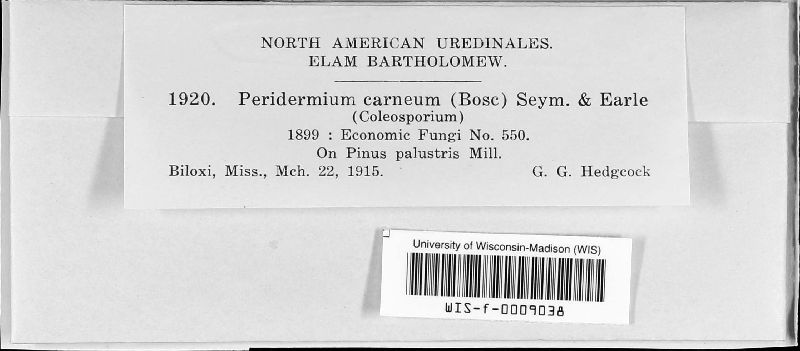 NORTH AMERICAN UREDINALES.
ELAM BARTHOLOMEW.
1920. Peridermium carneum (Bosc) Seym. & Earle
(Coleosporium)
1899 : Economic Fungi No. 550.
On Pinus palustris Mill.
Biloxi, Miss., Mch. 22, 1915. G. G. Hedgcock
University of Wisconsin-Madison (WIS)
WIS-f-0009038